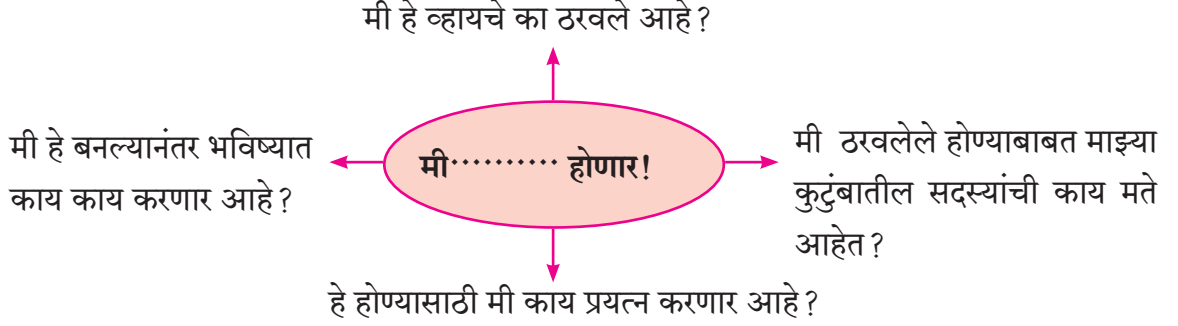 मी हे व्हायचे का ठरवले आहे?
मी हे बनल्यानंतर भविष्यात
काय काय करणार आहे?
मी.......... होणार!
मी ठरवलेले होण्याबाबत माझ्या
कुटुंबातील सदस्यांची काय मते
आहेत?
हे होण्यासाठी मी काय प्रयत्न करणार आहे?